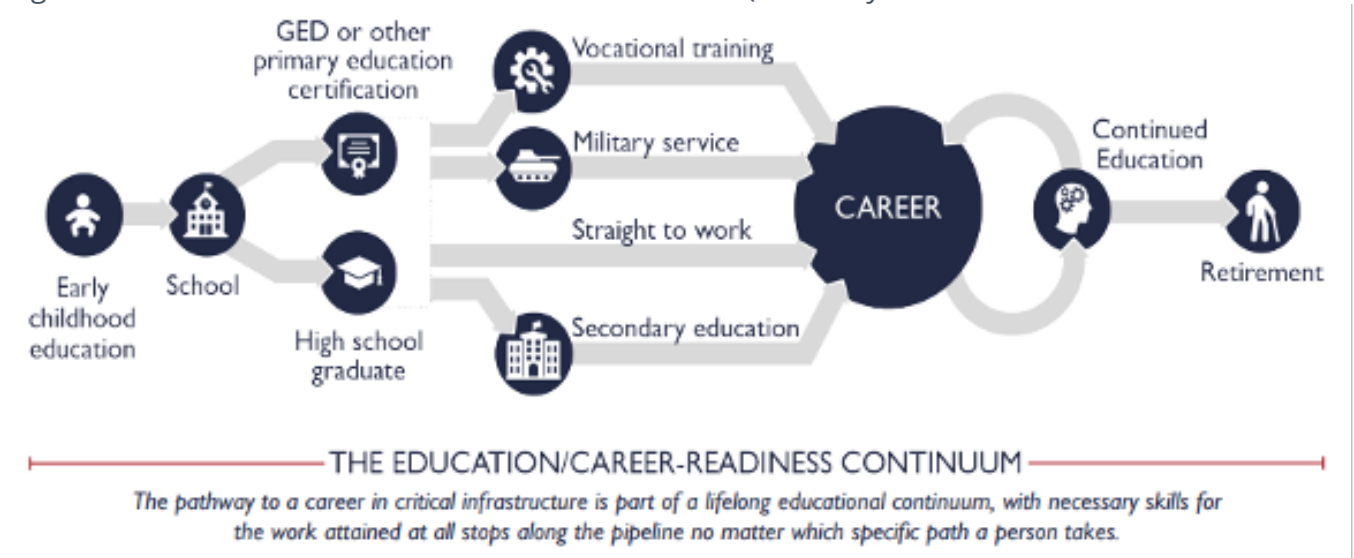 GED or other
primary education
certification
Vocational training
Military service
Continued
Education
CAREER
Straight to work
Early
childhood
education
School
Retirement
High school
graduate
Secondary education
THE EDUCATION/CAREER-READINESS CONTINUUM
The pathway to a career in critical infrastructure is part of a lifelong educational continuum, with necessary skills for
the work attained at all stops along the pipeline no matter which specific path a person takes.